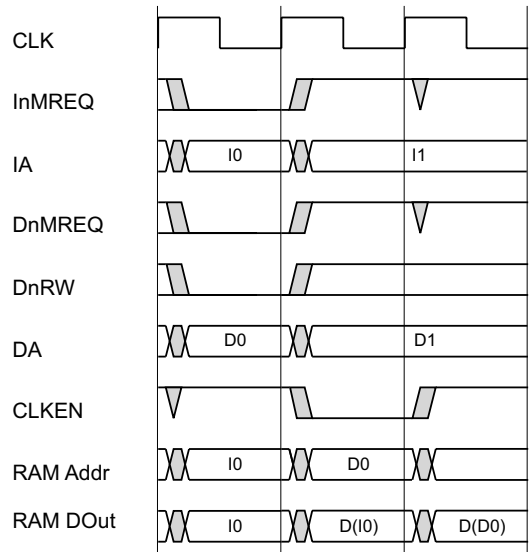 CLK
InMREQ
IA I0 I1
DnMREQ
DnRW
DA D0 D1
CLKEN
RAM Addr I0 D0
RAM DOut I0 D(I0) D(D0)